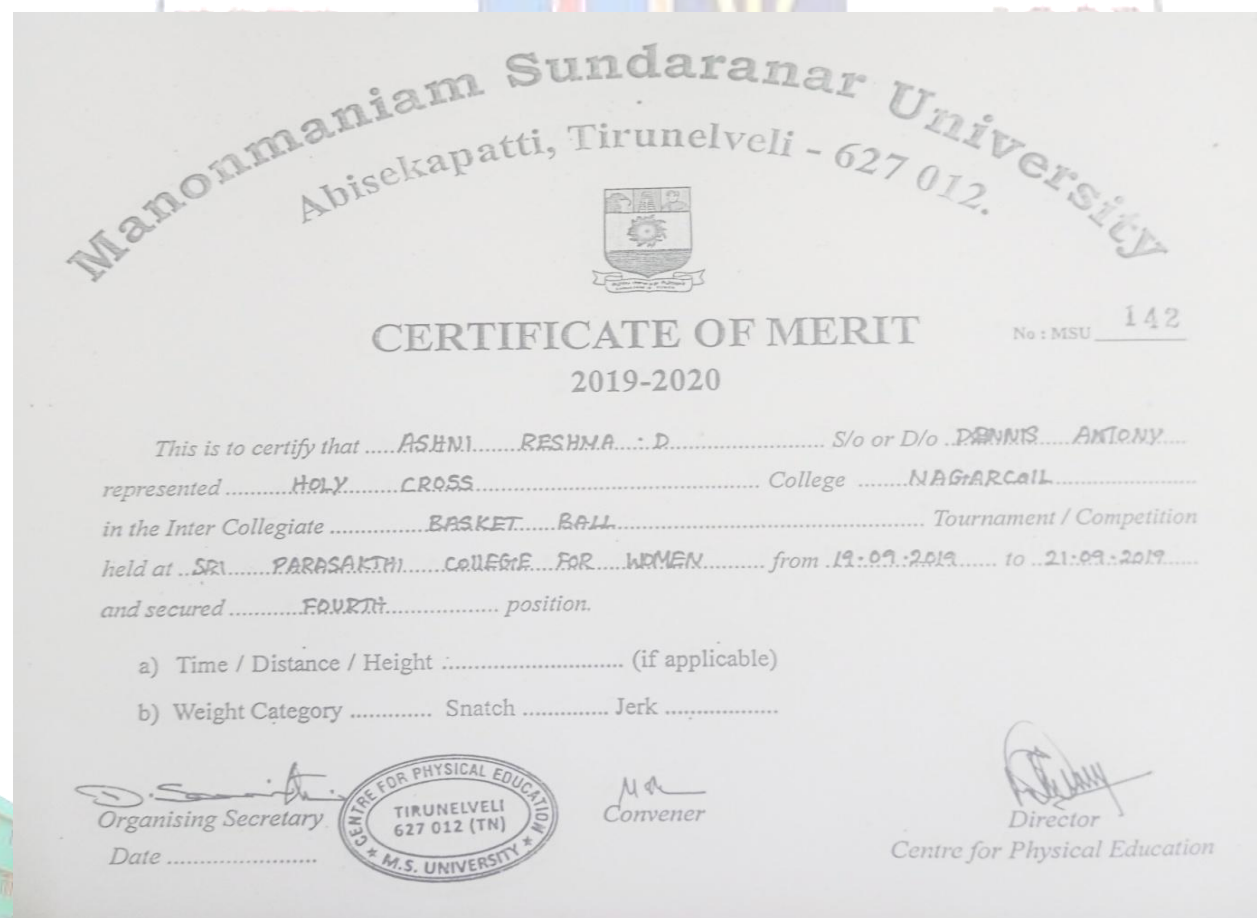 Manonmaniam Sundaranar University
Abisekapatti, Tirunelveli - 627 012.
CERTIFICATE OF MERIT
No : MSU 142
2019-2020
This is to certify that .....ASHNI......RESHMA : D........................ S/o or D/o ..DENNIS.....ANTONY.....
represented ..........HOLY........CROSS.............................................. College ........NAGARCOIL........................
in the Inter Collegiate ................BASKET.....BALL.................................................... Tournament / Competition
held at ..SRI......PARASAKTHI.....COLLEGE...FOR....WOMEN......... from .19-09-2019...... to ..21-09-2019......
and secured ............FOURTH.................. position.
a) Time / Distance / Height .............................. (if applicable)
b) Weight Category ............. Snatch ............. Jerk .................
CENTRE FOR PHYSICAL EDUCATION
TIRUNELVELI
627 012 (TN)
* M.S. UNIVERSITY *
Organising Secretary
Convener
Director
Date .......................
Centre for Physical Education